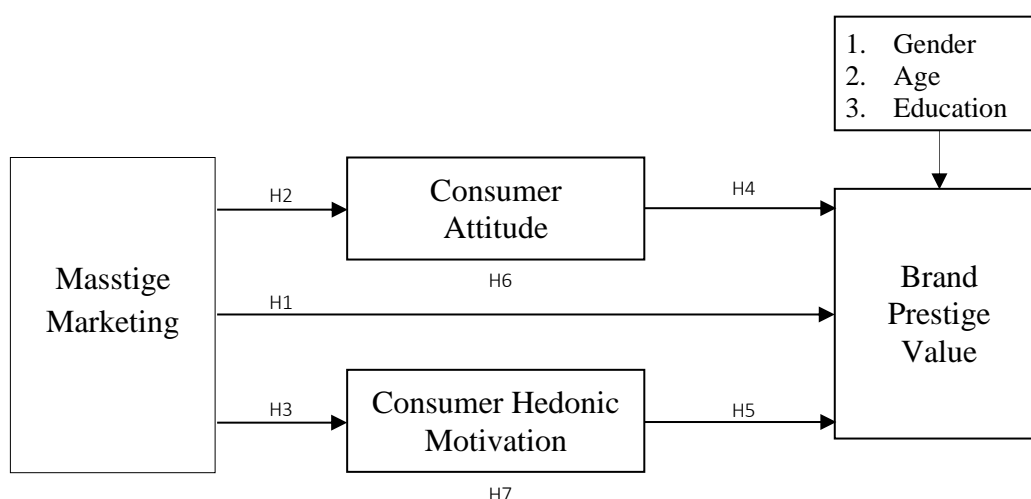 1. Gender
2. Age
3. Education
Masstige
Marketing
H2
Consumer
Attitude
H4
H6
H1
Brand
Prestige
Value
H3
Consumer Hedonic
Motivation
H5
H7